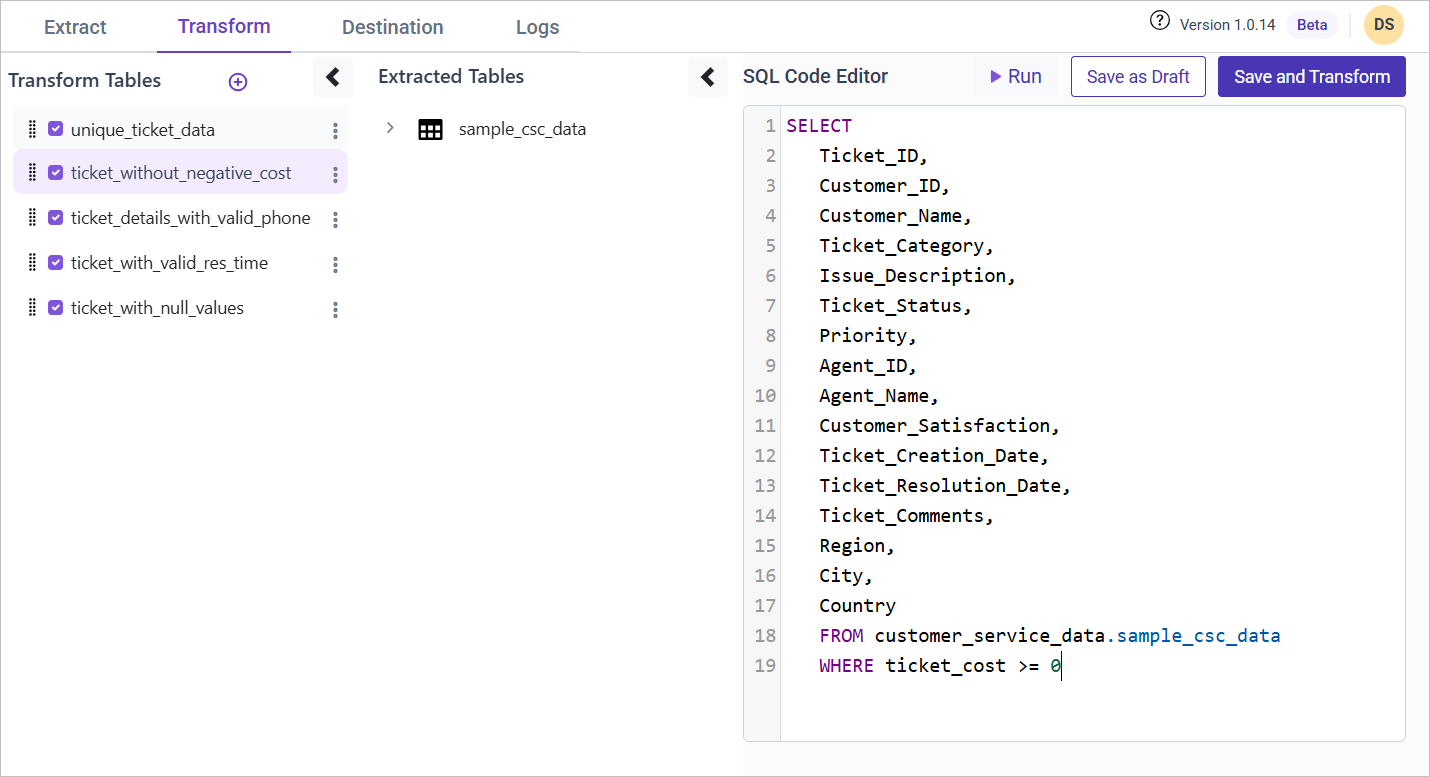 Extract Transform Destination Logs
? Version 1.0.14 Beta DS
Transform Tables
unique_ticket_data
ticket_without_negative_cost
ticket_details_with_valid_phone
ticket_with_valid_res_time
ticket_with_null_values
Extracted Tables
sample_csc_data
SQL Code Editor Run Save as Draft Save and Transform
1 SELECT
2 Ticket_ID,
3 Customer_ID,
4 Customer_Name,
5 Ticket_Category,
6 Issue_Description,
7 Ticket_Status,
8 Priority,
9 Agent_ID,
10 Agent_Name,
11 Customer_Satisfaction,
12 Ticket_Creation_Date,
13 Ticket_Resolution_Date,
14 Ticket_Comments,
15 Region,
16 City,
17 Country
18 FROM customer_service_data.sample_csc_data
19 WHERE ticket_cost >= 0